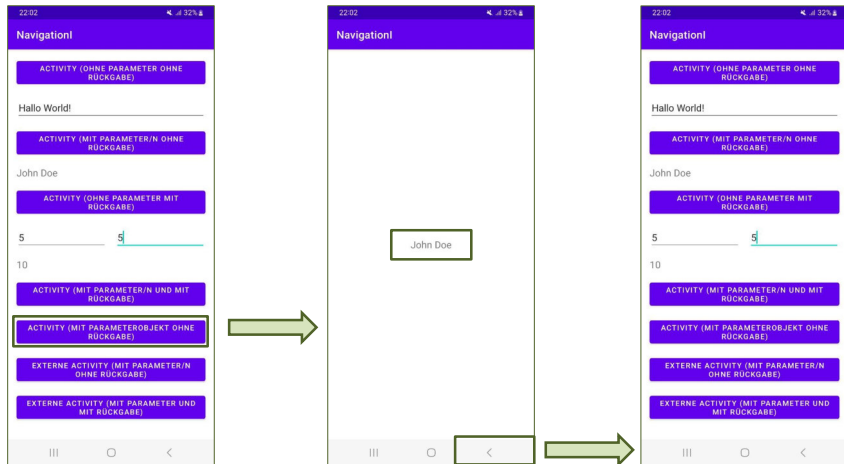 22:02 32%
NavigationI
ACTIVITY (OHNE PARAMETER OHNE
RÜCKGABE)
Hallo World!
ACTIVITY (MIT PARAMETER/N OHNE
RÜCKGABE)
John Doe
ACTIVITY (OHNE PARAMETER MIT
RÜCKGABE)
5 5
10
ACTIVITY (MIT PARAMETER/N UND MIT
RÜCKGABE)
ACTIVITY (MIT PARAMETEROBJEKT OHNE
RÜCKGABE)
EXTERNE ACTIVITY (MIT PARAMETER/N
OHNE RÜCKGABE)
EXTERNE ACTIVITY (MIT PARAMETER UND
MIT RÜCKGABE)
22:02 32%
NavigationI
John Doe
22:02 32%
NavigationI
ACTIVITY (OHNE PARAMETER OHNE
RÜCKGABE)
Hallo World!
ACTIVITY (MIT PARAMETER/N OHNE
RÜCKGABE)
John Doe
ACTIVITY (OHNE PARAMETER MIT
RÜCKGABE)
5 5
10
ACTIVITY (MIT PARAMETER/N UND MIT
RÜCKGABE)
ACTIVITY (MIT PARAMETEROBJEKT OHNE
RÜCKGABE)
EXTERNE ACTIVITY (MIT PARAMETER/N
OHNE RÜCKGABE)
EXTERNE ACTIVITY (MIT PARAMETER UND
MIT RÜCKGABE)